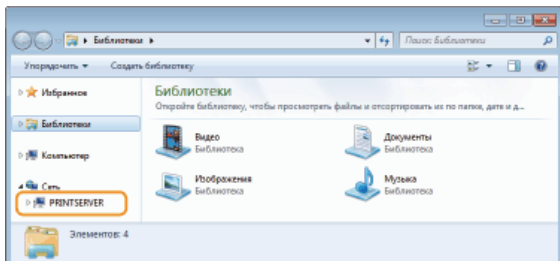 Библиотеки
Поиск: Библиотеки
Упорядочить
Создать библиотеку
Избранное
Библиотеки
Компьютер
Сеть
PRINTSERVER
Библиотеки
Откройте библиотеку, чтобы просмотреть файлы и отсортировать их по папке, дате и д...
Видео
Библиотека
Документы
Библиотека
Изображения
Библиотека
Музыка
Библиотека
Элементов: 4